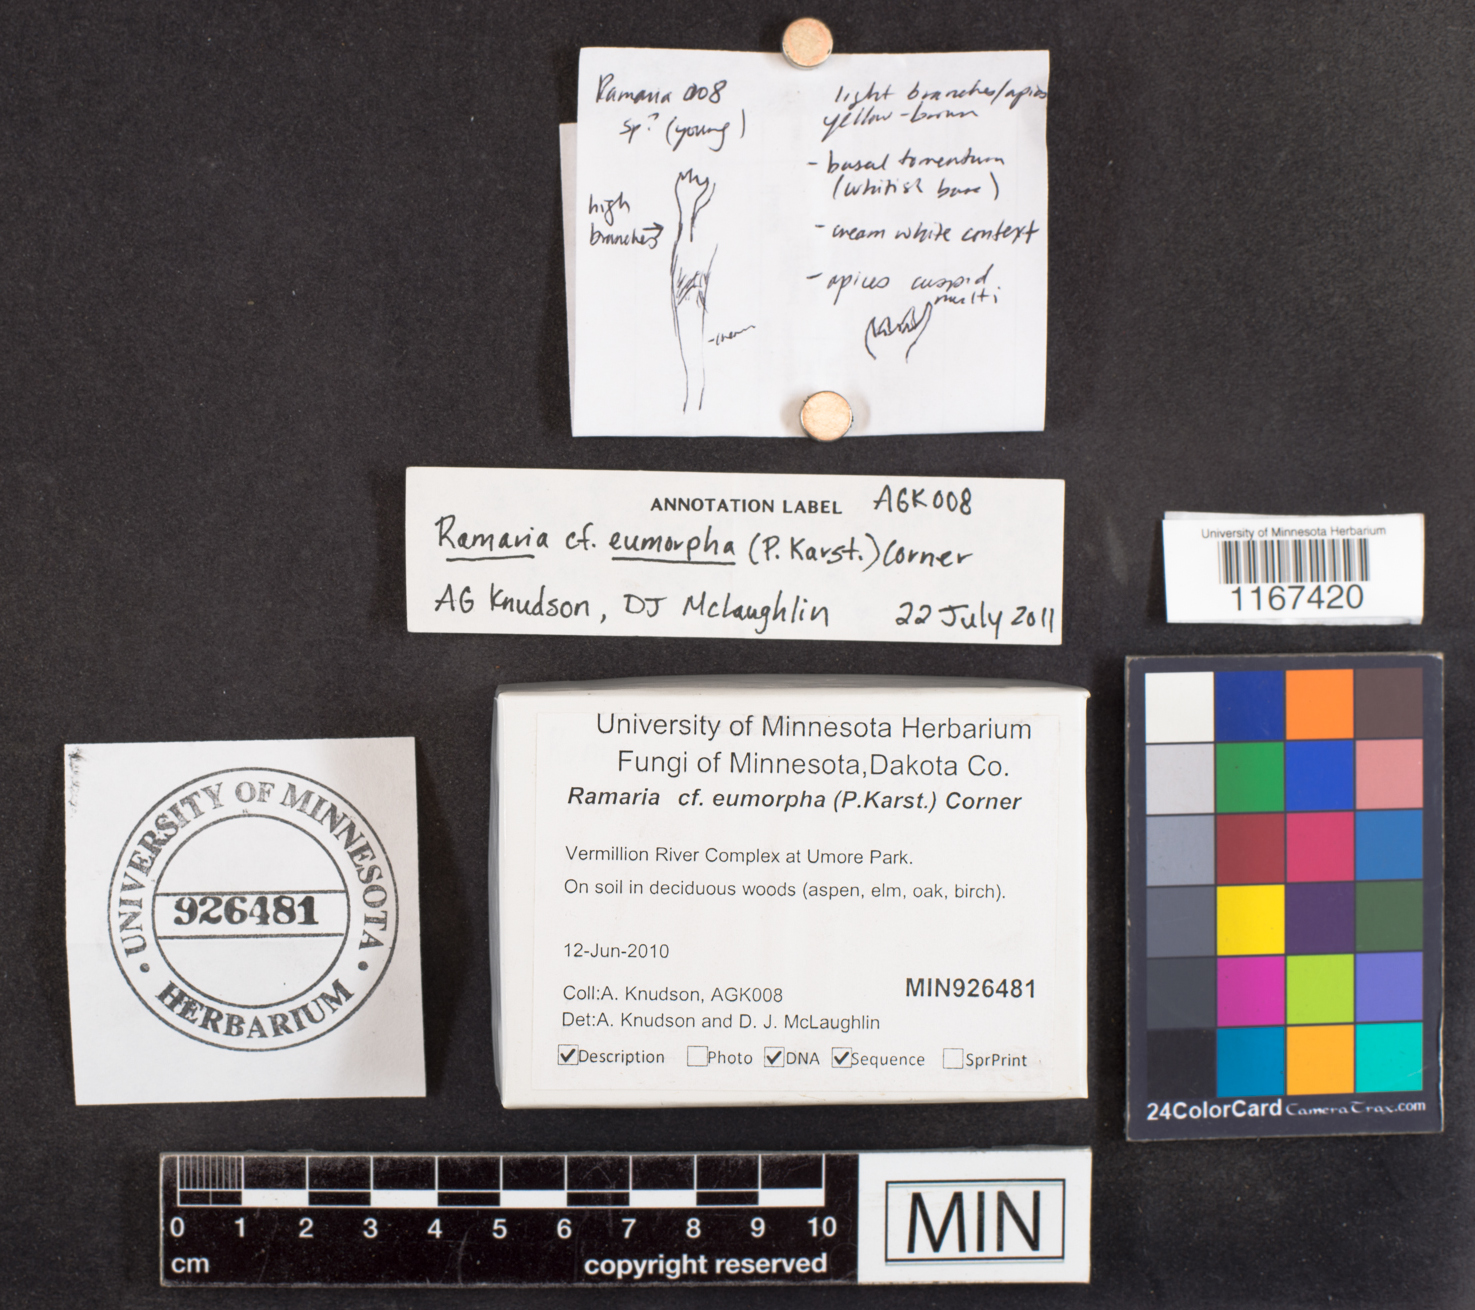 Ramaria 008
sp? (young)
high
branches
cream
light branches/apices
yellow-brown
- basal tomentum
(whitish base)
- cream white context
- apices cuspid
multi
ANNOTATION LABEL AGK008
Ramaria cf. eumorpha (P. Karst.) Corner
AG Knudson, DJ McLaughlin 22 July 2011
University of Minnesota Herbarium
1167420
UNIVERSITY OF MINNESOTA
926481
HERBARIUM
University of Minnesota Herbarium
Fungi of Minnesota,Dakota Co.
Ramaria cf. eumorpha (P.Karst.) Corner
Vermillion River Complex at Umore Park.
On soil in deciduous woods (aspen, elm, oak, birch).
12-Jun-2010
Coll:A. Knudson, AGK008 MIN926481
Det:A. Knudson and D. J. McLaughlin
Description Photo DNA Sequence SprPrint
24ColorCard CameraTrax.com
0 1 2 3 4 5 6 7 8 9 10
cm copyright reserved
MIN